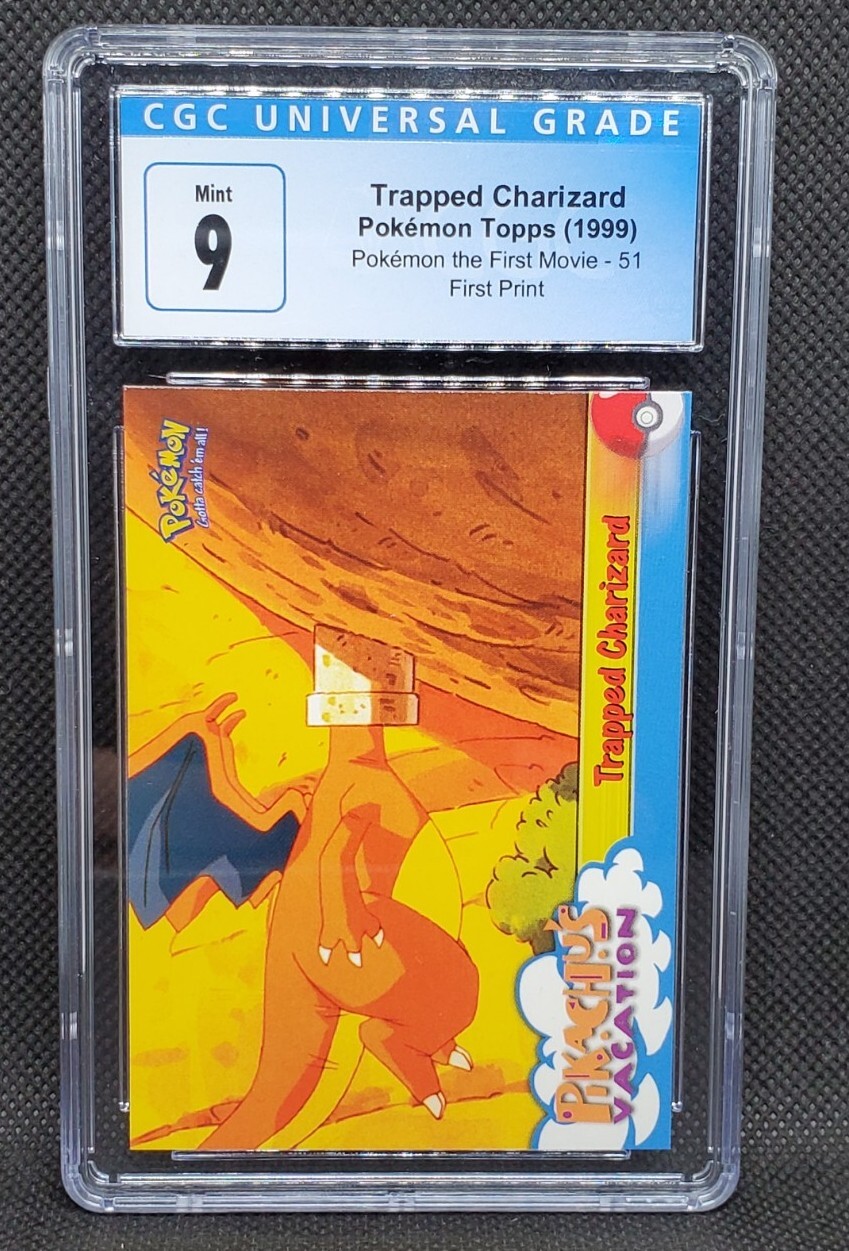 CGC UNIVERSAL GRADE
Mint
9
Trapped Charizard
Pokémon Topps (1999)
Pokémon the First Movie - 51
First Print
POKéMON
Gotta catch 'em all!
Trapped Charizard
PIKACHU'S
VACATION